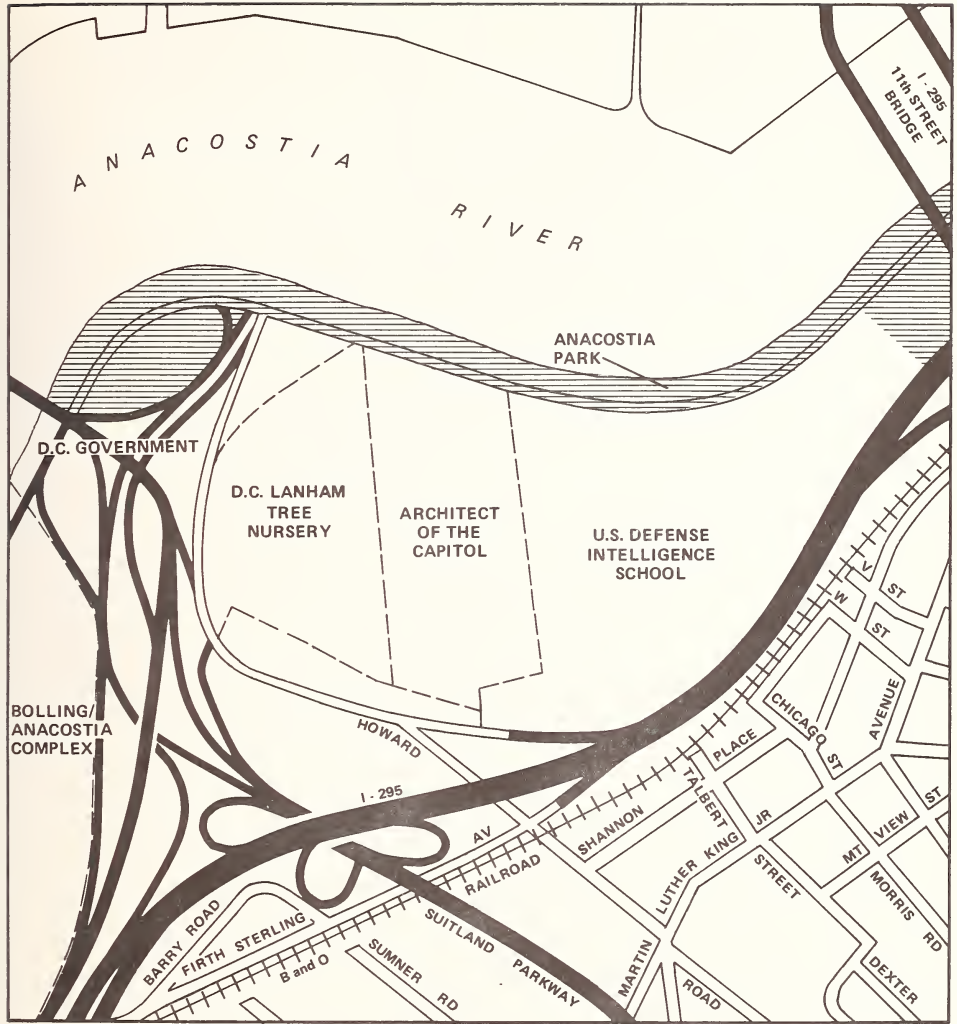 I - 295
11th STREET
BRIDGE
ANACOSTIA
RIVER
ANACOSTIA
PARK
D.C. GOVERNMENT
D.C. LANHAM
TREE
NURSERY
ARCHITECT
OF THE
CAPITOL
U.S. DEFENSE
INTELLIGENCE
SCHOOL
V ST
W ST
BOLLING/
ANACOSTIA
COMPLEX
HOWARD
CHICAGO ST
AVENUE
PLACE
TALBERT
I - 295
AV
SHANNON
JR
ST
VIEW
MT
RAILROAD
LUTHER KING
STREET
MORRIS RD
BARRY ROAD
FIRTH STERLING
SUITLAND PARKWAY
B and O
SUMNER RD
MARTIN
ROAD
DEXTER